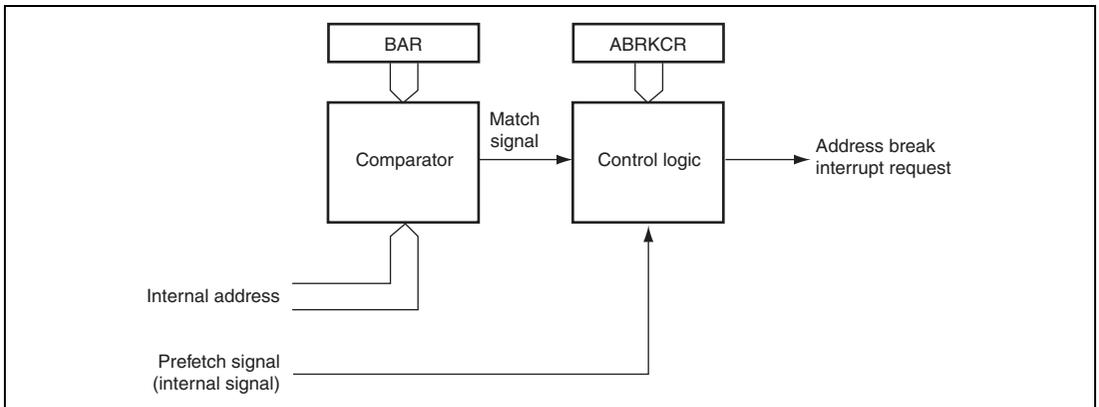 BAR
ABRKCR
Match
signal
Comparator
Control logic
Address break
interrupt request
Internal address
Prefetch signal
(internal signal)